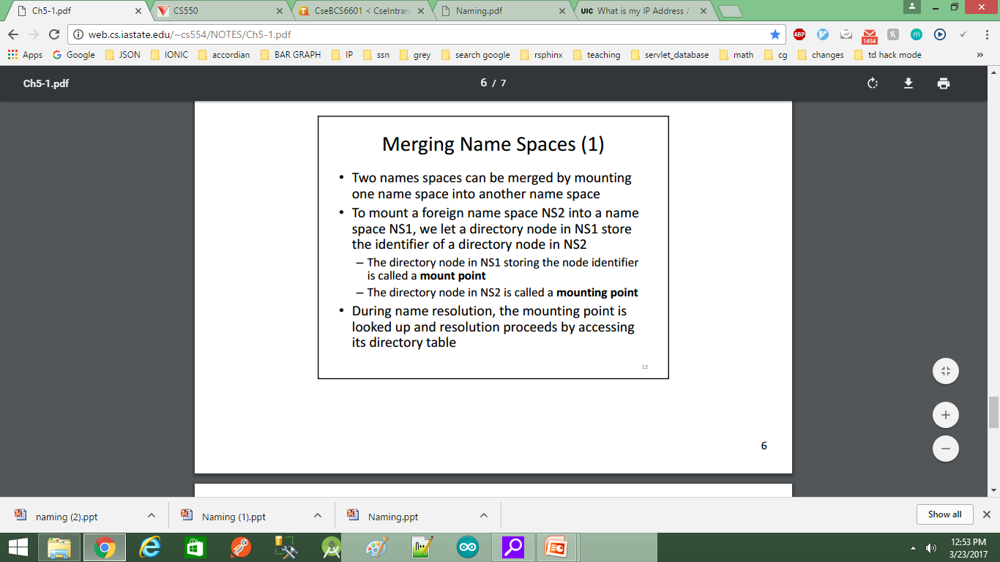 Ch5-1.pdf
CS550
CseBCS6601 < CseIntran
Naming.pdf
UIC What is my IP Address /
web.cs.iastate.edu/~cs554/NOTES/Ch5-1.pdf
ABP
1454
m
Apps Google JSON IONIC accordian BAR GRAPH IP ssn grey search google rsphinx teaching servlet_database math cg changes td hack mode »
Ch5-1.pdf
6 / 7
Merging Name Spaces (1)
• Two names spaces can be merged by mounting
one name space into another name space
• To mount a foreign name space NS2 into a name
space NS1, we let a directory node in NS1 store
the identifier of a directory node in NS2
– The directory node in NS1 storing the node identifier
is called a mount point
– The directory node in NS2 is called a mounting point
• During name resolution, the mounting point is
looked up and resolution proceeds by accessing
its directory table
12
6
naming (2).ppt
Naming (1).ppt
Naming.ppt
Show all
12:53 PM
3/23/2017